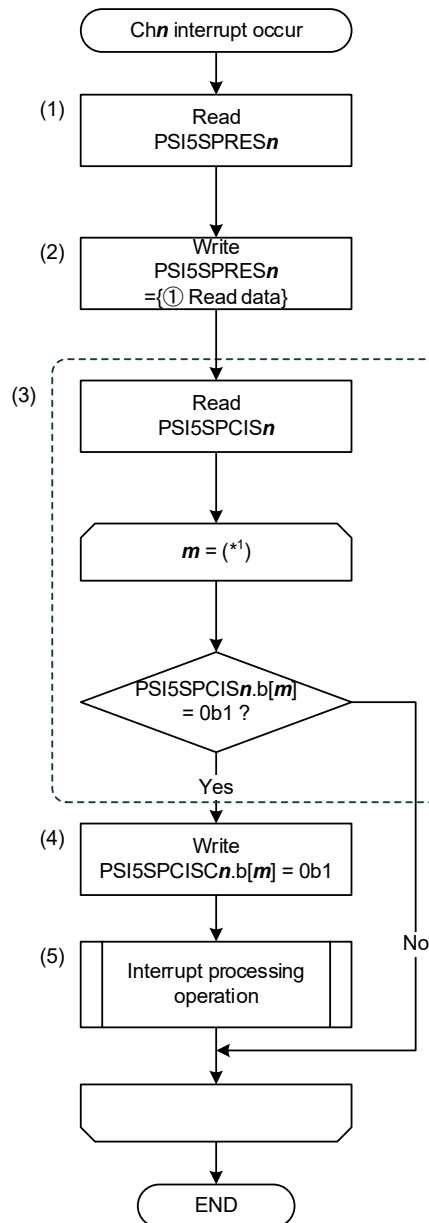 Chn interrupt occur
(1)
Read
PSI5SPRESn
(2)
Write
PSI5SPRESn
={① Read data}
(3)
Read
PSI5SPCISn
m = (*1)
PSI5SPCISn.b[m]
= 0b1 ?
Yes
(4)
Write
PSI5SPCISCn.b[m] = 0b1
No
(5)
Interrupt processing
operation
END